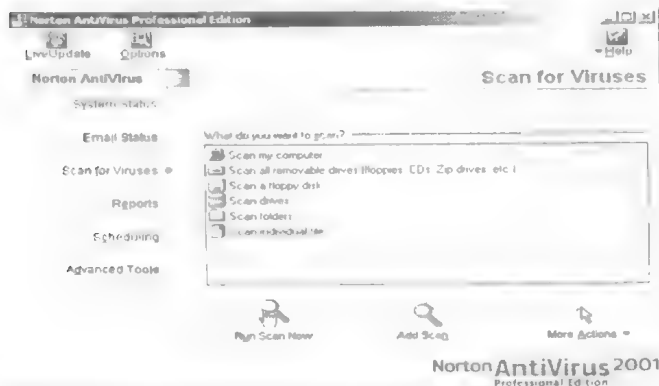 Norton AntiVirus Professional Edition
LiveUpdate Options Help
Norton AntiVirus
Scan for Viruses
System Status
Email Status
Scan for Viruses
Reports
Scheduling
Advanced Tools
What do you want to scan?
Scan my computer
Scan all removable drives (floppies, CDs, Zip drives, etc.)
Scan a floppy disk
Scan drives
Scan folders
Scan individual file
Run Scan Now Add Scan More Actions
Norton AntiVirus 2001
Professional Edition